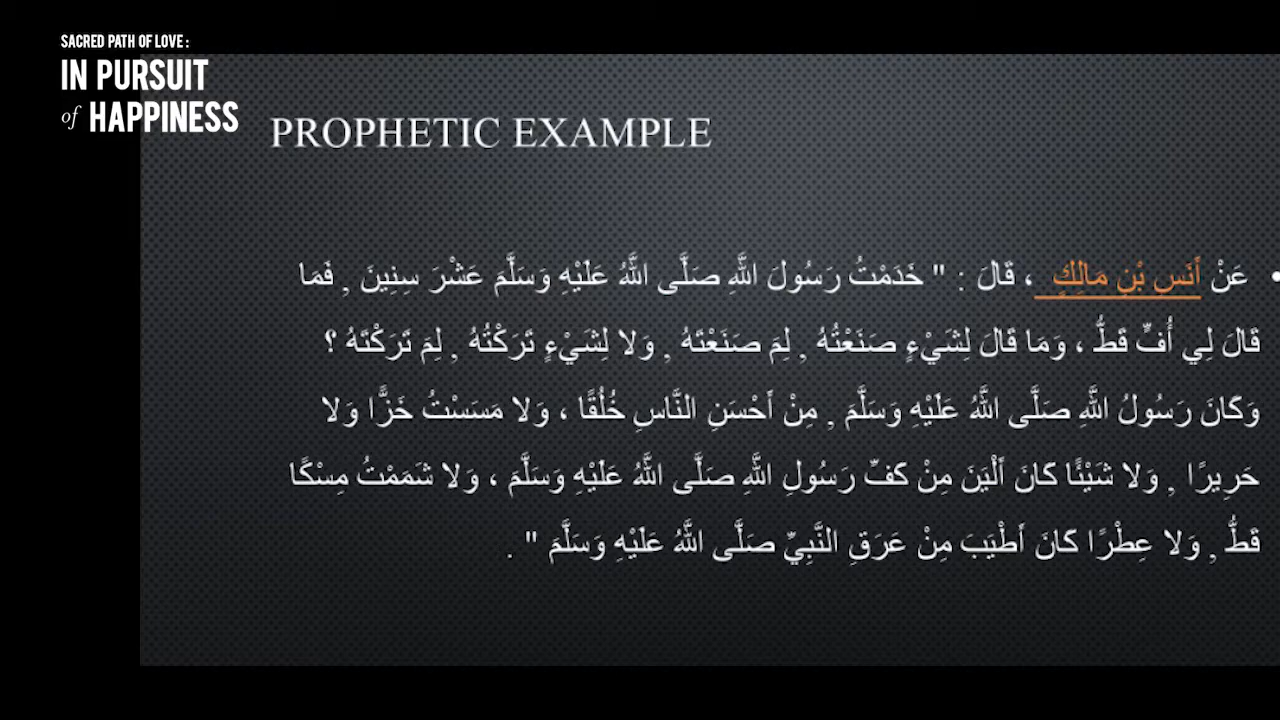 SACRED PATH OF LOVE :
IN PURSUIT
of HAPPINESS
PROPHETIC EXAMPLE
• عَنْ أَنَسِ بْنِ مَالِكٍ ، قَالَ : " خَدَمْتُ رَسُولَ اللَّهِ صَلَّى اللَّهُ عَلَيْهِ وَسَلَّمَ عَشْرَ سِنِينَ , فَمَا
قَالَ لِي أُفٍّ قَطُّ ، وَمَا قَالَ لِشَيْءٍ صَنَعْتُهُ , لِمَ صَنَعْتَهُ , وَلا لِشَيْءٍ تَرَكْتُهُ , لِمَ تَرَكْتَهُ ؟
وَكَانَ رَسُولُ اللَّهِ صَلَّى اللَّهُ عَلَيْهِ وَسَلَّمَ , مِنْ أَحْسَنِ النَّاسِ خُلُقًا ، وَلا مَسَسْتُ خَزًّا وَلا
حَرِيرًا , وَلا شَيْئًا كَانَ أَلْيَنَ مِنْ كَفِّ رَسُولِ اللَّهِ صَلَّى اللَّهُ عَلَيْهِ وَسَلَّمَ ، وَلا شَمَمْتُ مِسْكًا
قَطُّ , وَلا عِطْرًا كَانَ أَطْيَبَ مِنْ عَرَقِ النَّبِيِّ صَلَّى اللَّهُ عَلَيْهِ وَسَلَّمَ " .